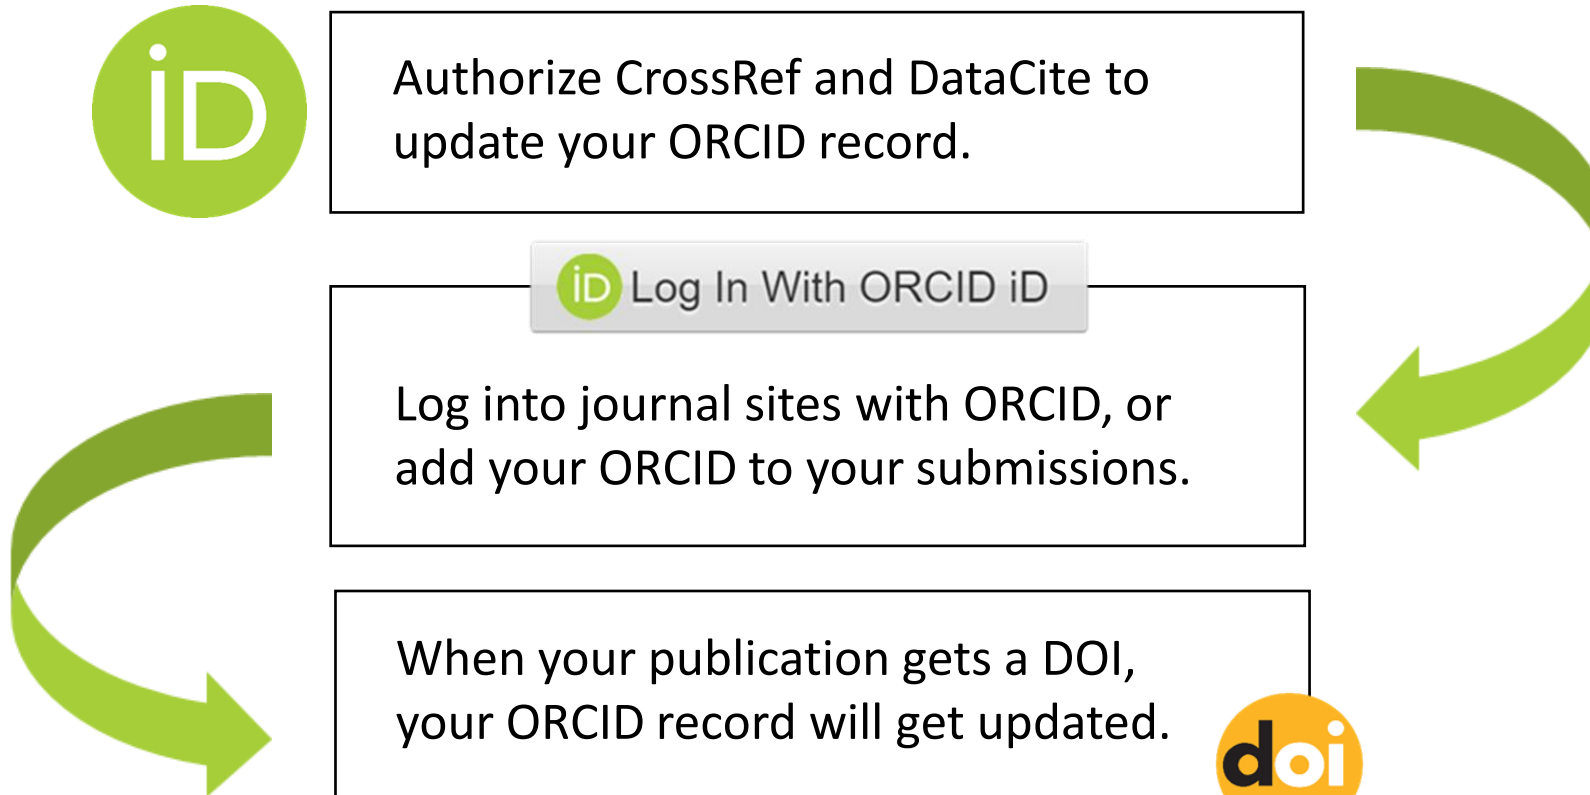 iD
Authorize CrossRef and DataCite to
update your ORCID record.
iD Log In With ORCID iD
Log into journal sites with ORCID, or
add your ORCID to your submissions.
When your publication gets a DOI,
your ORCID record will get updated.
doi